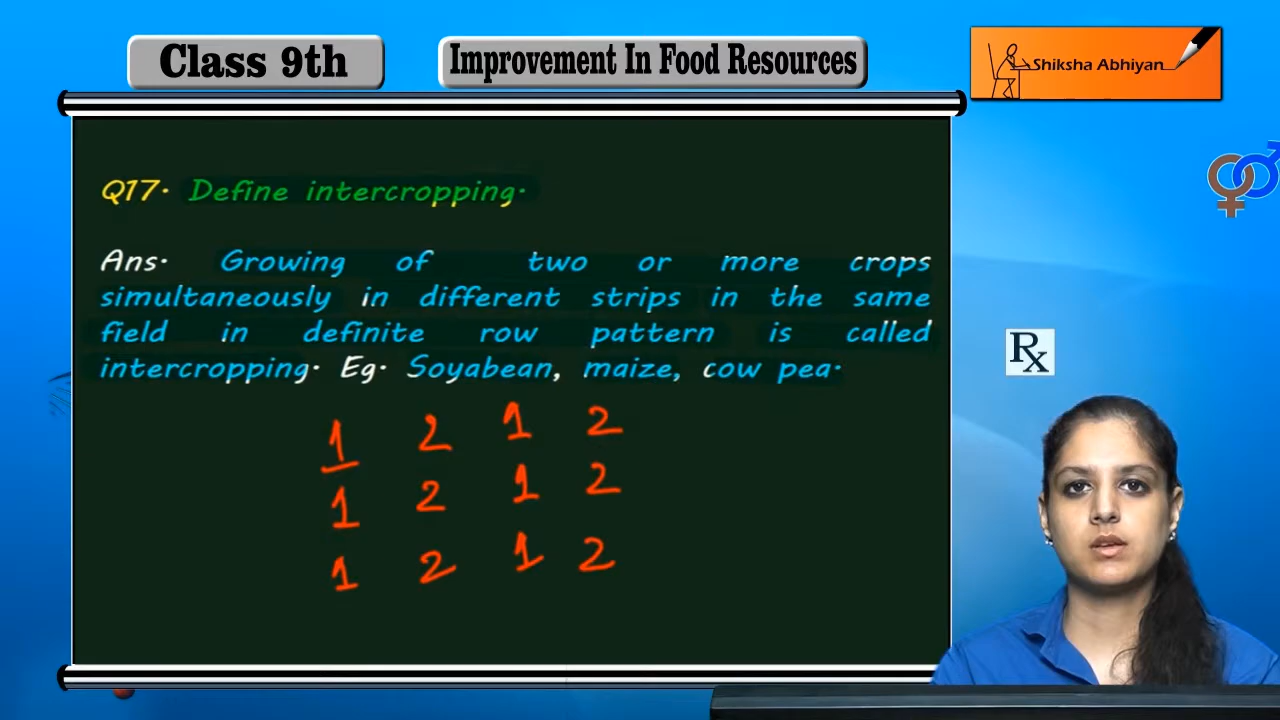 Class 9th
Improvement In Food Resources
Shiksha Abhiyan
Q17. Define intercropping.
Ans. Growing of two or more crops
simultaneously in different strips in the same
field in definite row pattern is called
intercropping. Eg. Soyabean, maize, cow pea.
1 2 1 2
1 2 1 2
1 2 1 2
Rx